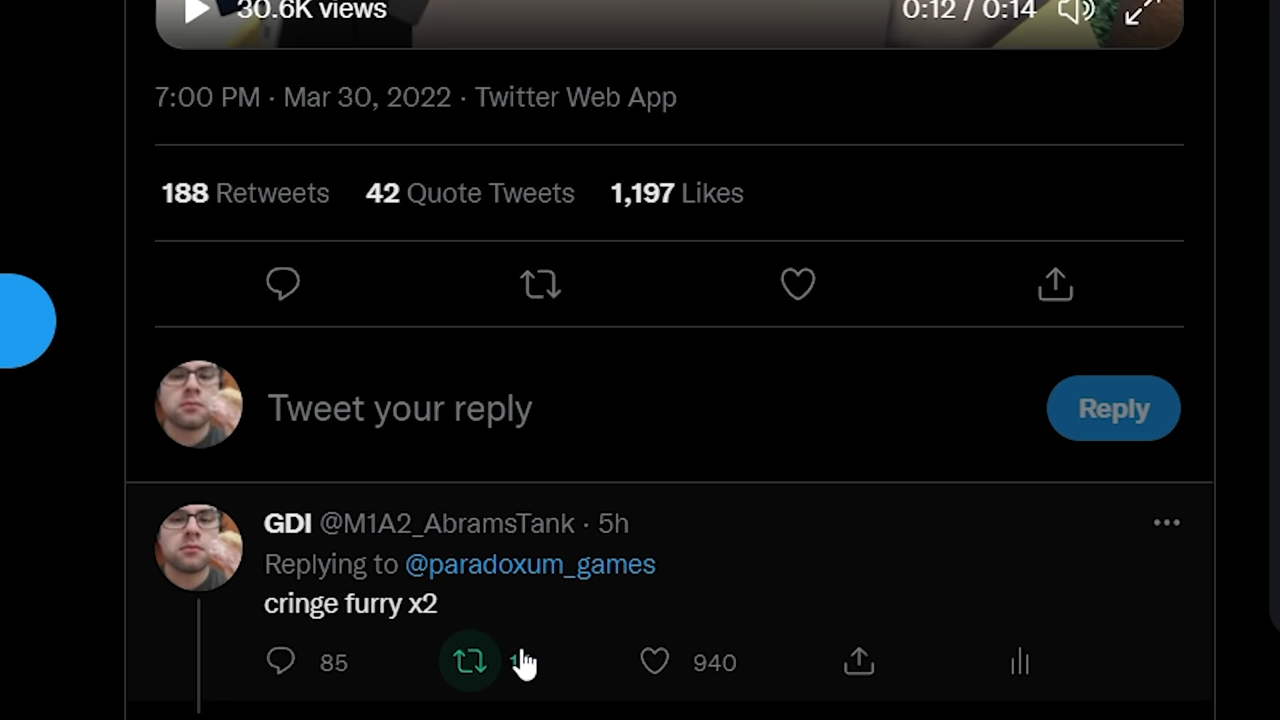 30.6K views 0:12 / 0:14
7:00 PM · Mar 30, 2022 · Twitter Web App
188 Retweets 42 Quote Tweets 1,197 Likes
Tweet your reply Reply
GDI @M1A2_AbramsTank · 5h
Replying to @paradoxum_games
cringe furry x2
85 940